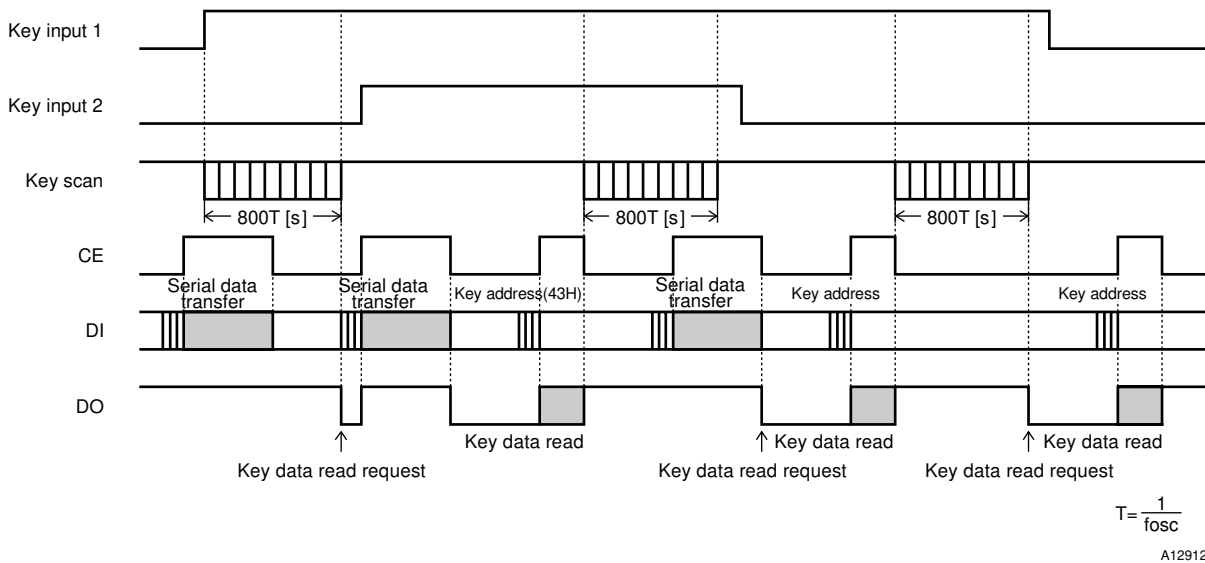 Key input 1
Key input 2
Key scan
800T [s]
800T [s]
800T [s]
CE
Serial data
transfer
Serial data
transfer
Key address(43H)
Serial data
transfer
Key address
Key address
DI
DO
Key data read
Key data read
Key data read
Key data read request
Key data read request
Key data read request
T= 1
fosc
A12912